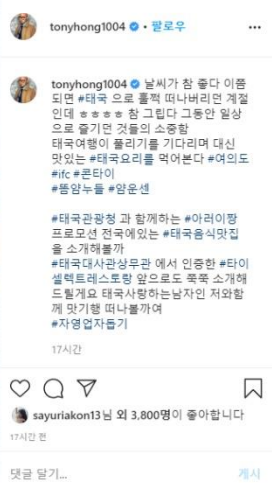 tonyhong1004 • 팔로우
tonyhong1004 날씨가 참 좋다 이쯤
되면 #태국 으로 훌쩍 떠나버리던 계절
인데 ㅎㅎㅎㅎ 참 그립다 그동안 일상
으로 즐기던 것들의 소중함
태국여행이 풀리기를 기다리며 대신
맛있는 #태국요리를 먹어본다 #여의도
#ifc #콘타이
#똠얌누들 #얌운센
#태국관광청 과 함께하는 #아러이짱
프로모션 전국에있는 #태국음식맛집
을 소개해볼까
#태국대사관상무관 에서 인증한 #타이
셀렉트레스토랑 앞으로도 쭉쭉 소개해
드릴게요 태국사랑하는남자인 저와함
께 맛기행 떠나볼까여
#자영업자돕기
17시간
sayuriakon13님 외 3,800명이 좋아합니다
17시간 전
댓글 달기...
게시